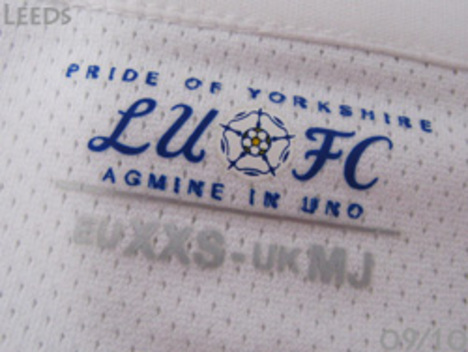 LEEDS
PRIDE OF YORKSHIRE
LU FC
AGMINE IN UNO
EUXXS-UKMJ
09/10